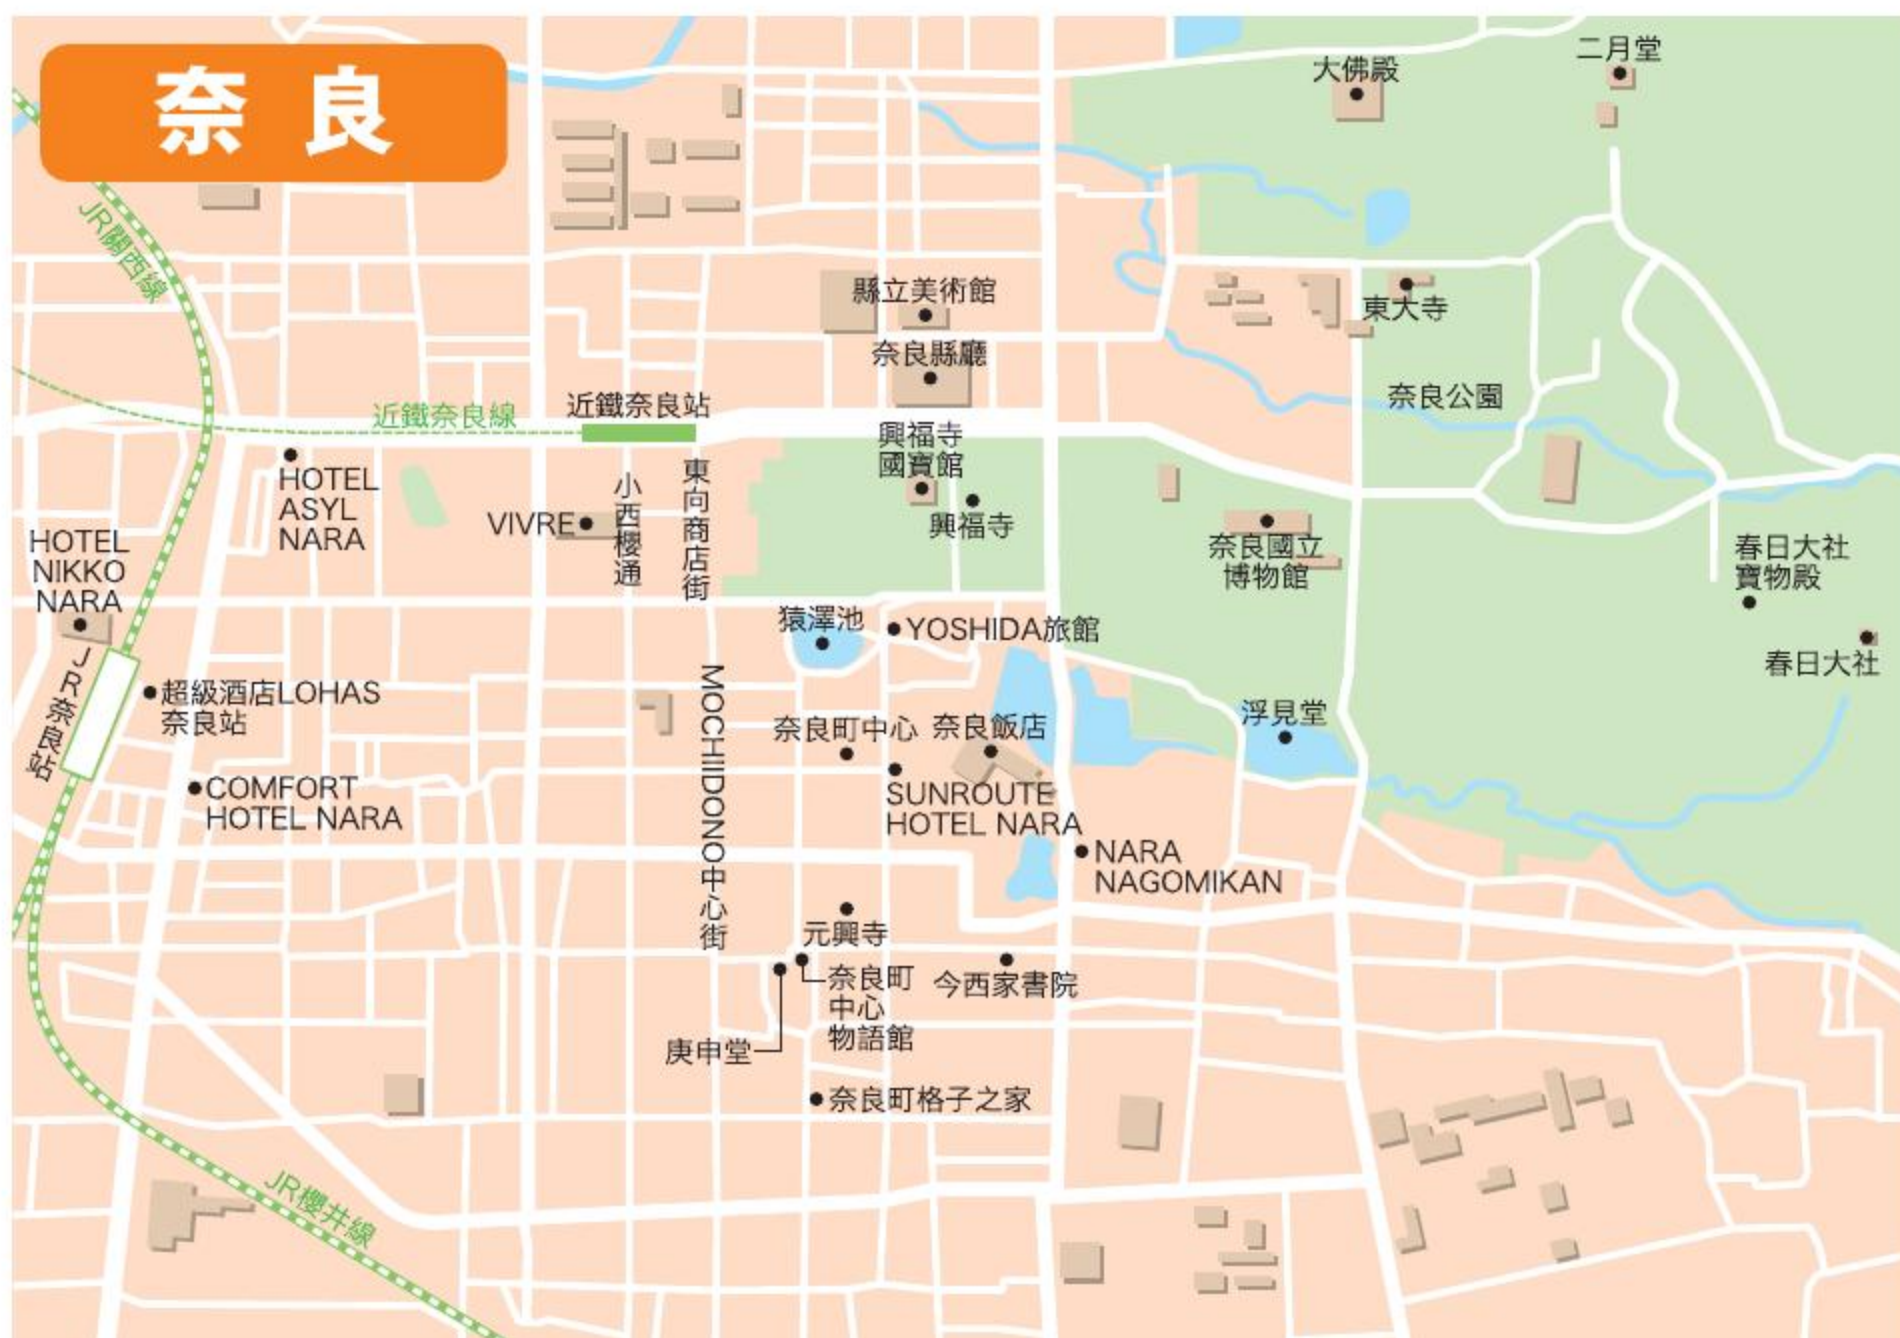 奈良
二月堂
大佛殿
JR關西線
縣立美術館
東大寺
奈良縣廳
奈良公園
近鐵奈良線
近鐵奈良站
興福寺
國寶館
HOTEL
ASYL
NARA
小西櫻通
東向商店街
VIVRE
興福寺
奈良國立
博物館
HOTEL
NIKKO
NARA
春日大社
寶物殿
猿澤池
YOSHIDA旅館
春日大社
JR奈良站
超級酒店LOHAS
奈良站
MOCHIIDONO中心街
奈良町中心
奈良飯店
浮見堂
COMFORT
HOTEL NARA
SUNROUTE
HOTEL NARA
NARA
NAGOMIKAN
元興寺
奈良町
中心
物語館
今西家書院
庚申堂
奈良町格子之家
JR櫻井線